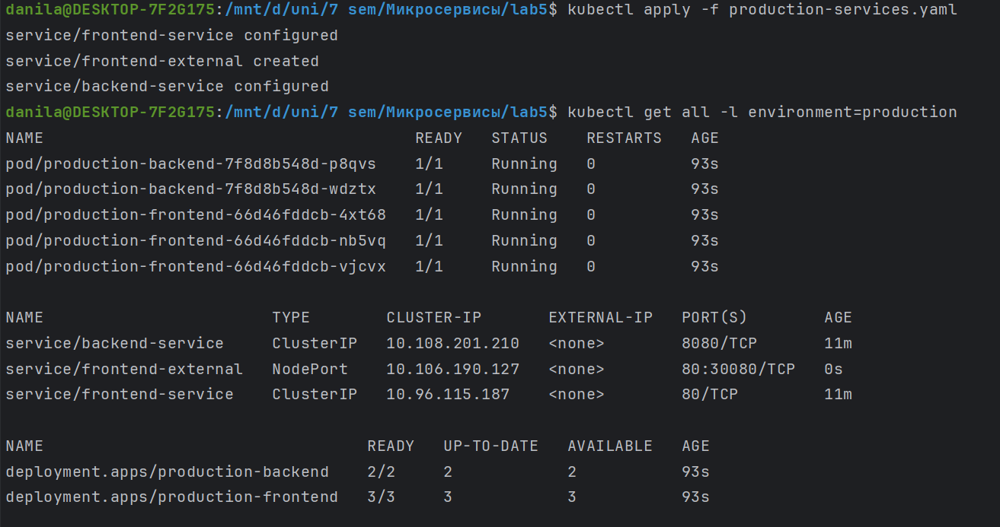 danila@DESKTOP-7F2G175:/mnt/d/uni/7 sem/Микросервисы/lab5$ kubectl apply -f production-services.yaml
service/frontend-service configured
service/frontend-external created
service/backend-service configured
danila@DESKTOP-7F2G175:/mnt/d/uni/7 sem/Микросервисы/lab5$ kubectl get all -l environment=production
NAME                                       READY   STATUS    RESTARTS   AGE
pod/production-backend-7f8d8b548d-p8qvs    1/1     Running   0          93s
pod/production-backend-7f8d8b548d-wdztx    1/1     Running   0          93s
pod/production-frontend-66d46fddcb-4xt68   1/1     Running   0          93s
pod/production-frontend-66d46fddcb-nb5vq   1/1     Running   0          93s
pod/production-frontend-66d46fddcb-vjcvx   1/1     Running   0          93s

NAME                        TYPE        CLUSTER-IP       EXTERNAL-IP   PORT(S)        AGE
service/backend-service     ClusterIP   10.108.201.210   <none>        8080/TCP       11m
service/frontend-external   NodePort    10.106.190.127   <none>        80:30080/TCP   0s
service/frontend-service    ClusterIP   10.96.115.187    <none>        80/TCP         11m

NAME                                  READY   UP-TO-DATE   AVAILABLE   AGE
deployment.apps/production-backend    2/2     2            2           93s
deployment.apps/production-frontend   3/3     3            3           93s